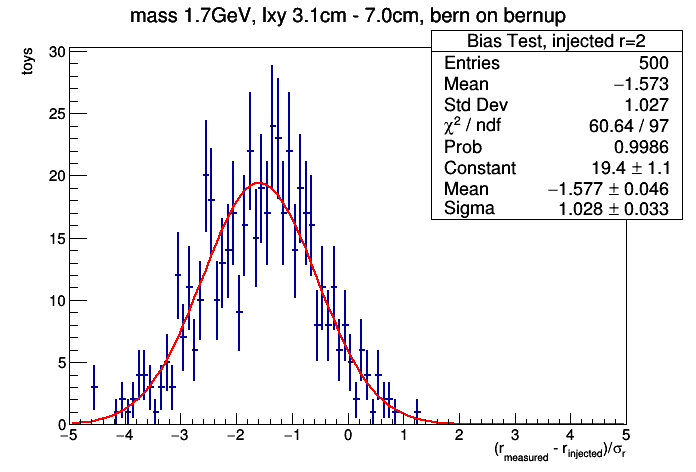 mass 1.7GeV, lxy 3.1cm - 7.0cm, bern on bernup
Bias Test, injected r=2
Entries 500
Mean −1.573
Std Dev 1.027
χ² / ndf 60.64 / 97
Prob 0.9986
Constant 19.4 ± 1.1
Mean −1.577 ± 0.046
Sigma 1.028 ± 0.033
toys
30
25
20
15
10
5
0
−5 −4 −3 −2 −1 0 1 2 3 4 5
(r_measured - r_injected)/σ_r